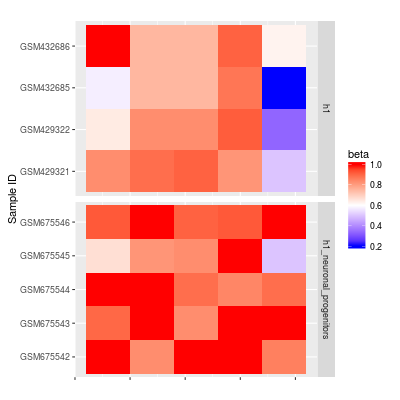 GSM432686
GSM432685
GSM429322
GSM429321
h1
GSM675546
GSM675545
GSM675544
GSM675543
GSM675542
h1_neuronal_progenitors
Sample ID
beta
1.0
0.8
0.6
0.4
0.2